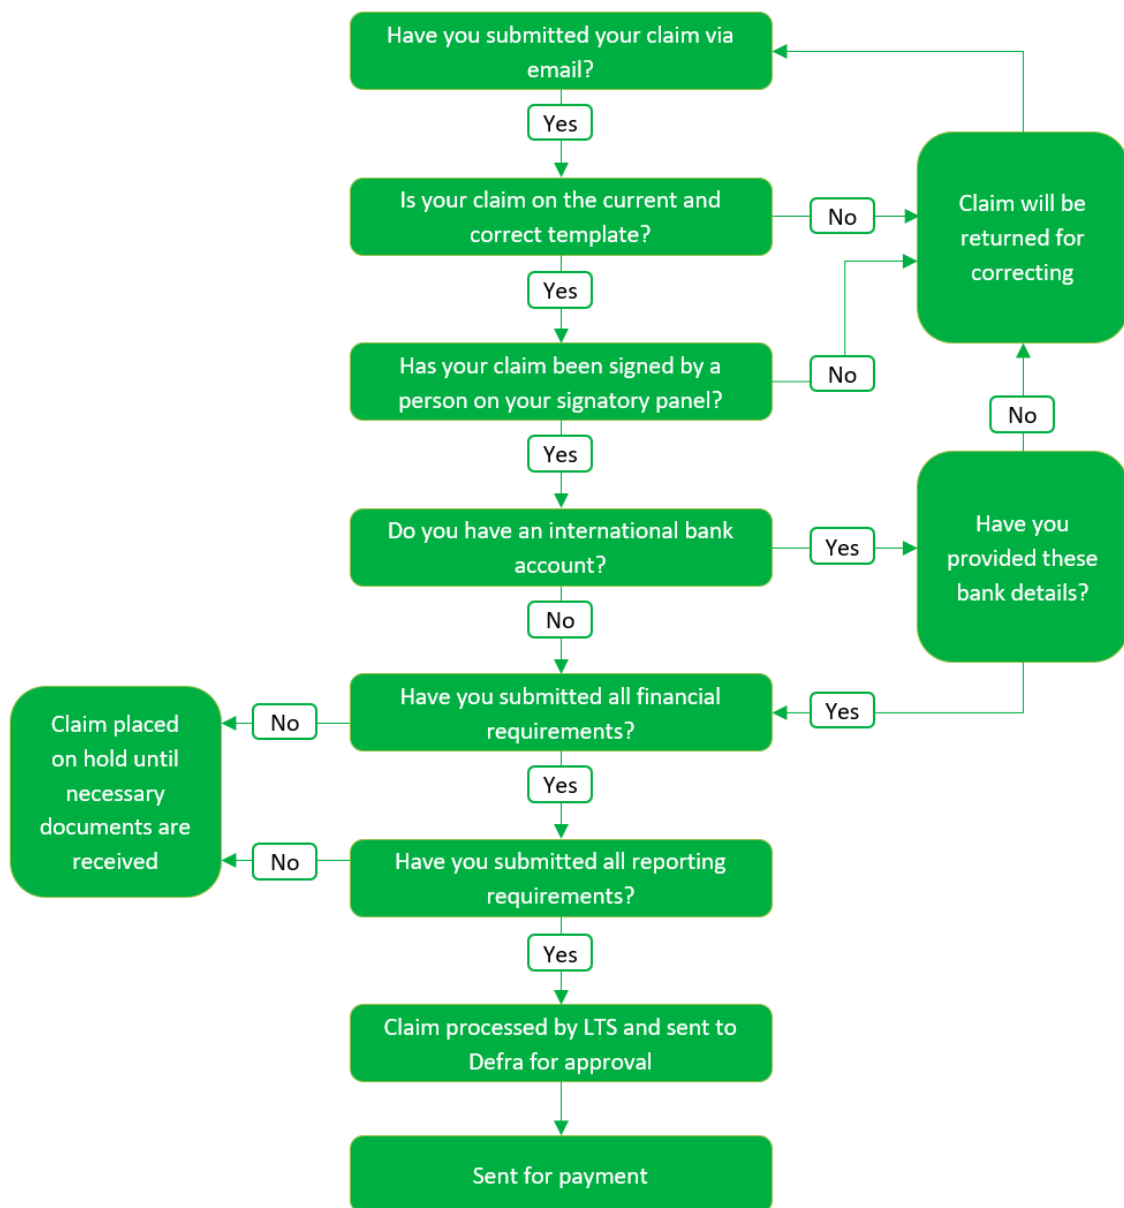 Have you submitted your claim via
email?
Yes
Is your claim on the current and
correct template?
No
Claim will be
returned for
correcting
Yes
Has your claim been signed by a
person on your signatory panel?
No
Yes
No
Do you have an international bank
account?
Yes
Have you
provided these
bank details?
No
Have you submitted all financial
requirements?
Yes
No
Claim placed
on hold until
necessary
documents are
received
Yes
No
Have you submitted all reporting
requirements?
Yes
Claim processed by LTS and sent to
Defra for approval
Sent for payment